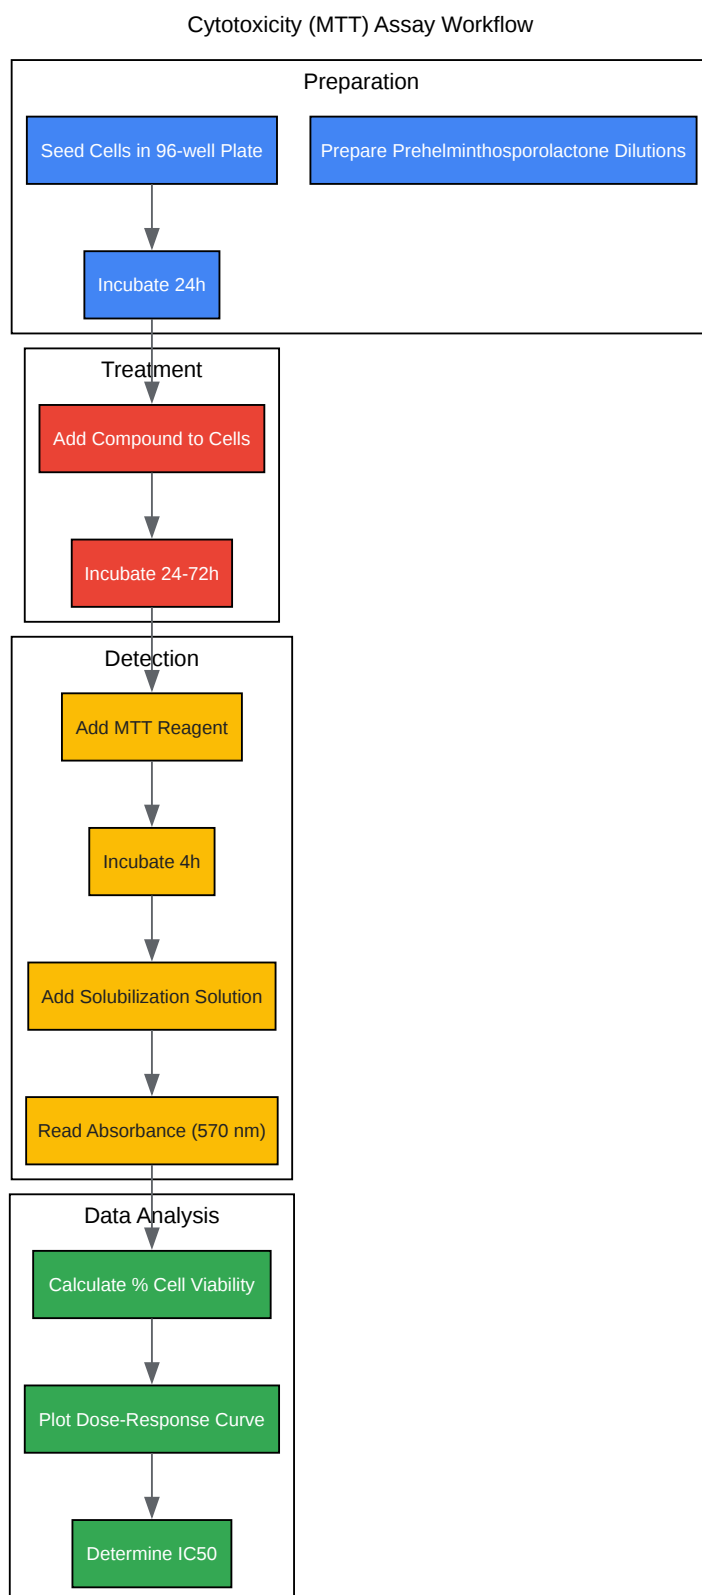 Cytotoxicity (MTT) Assay Workflow
Preparation
Seed Cells in 96-well Plate
Prepare Prehelminthosporolactone Dilutions
Incubate 24h
Treatment
Add Compound to Cells
Incubate 24-72h
Detection
Add MTT Reagent
Incubate 4h
Add Solubilization Solution
Read Absorbance (570 nm)
Data Analysis
Calculate % Cell Viability
Plot Dose-Response Curve
Determine IC50